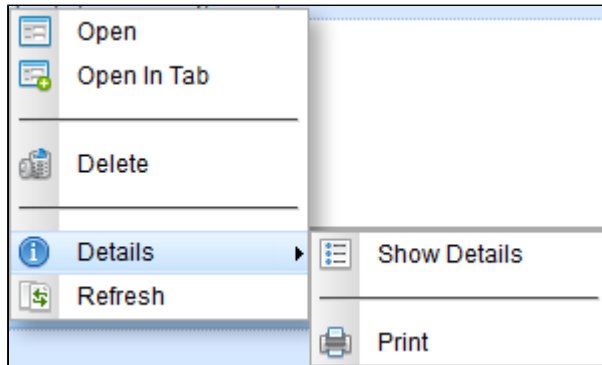 Open
Open In Tab
Delete
Details
Show Details
Refresh
Print